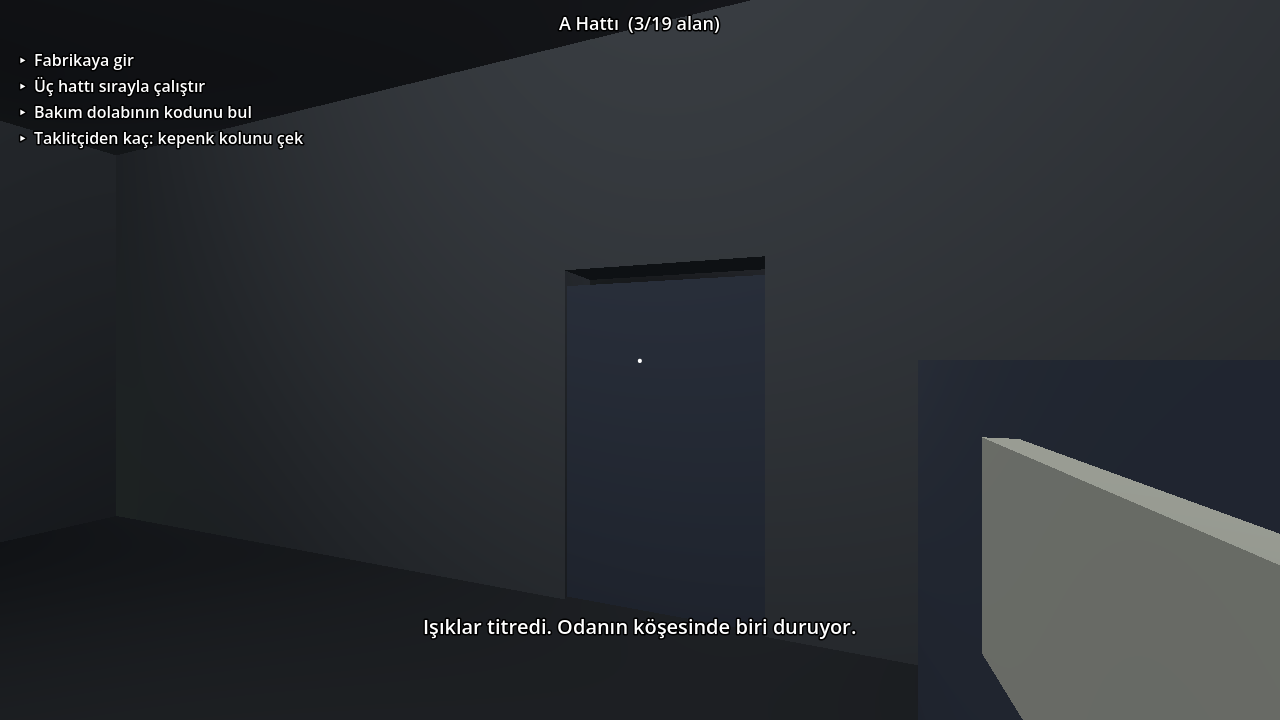 A Hattı (3/19 alan)
‣ Fabrikaya gir
‣ Üç hattı sırayla çalıştır
‣ Bakım dolabının kodunu bul
‣ Taklitçiden kaç: kepenk kolunu çek
Işıklar titredi. Odanın köşesinde biri duruyor.